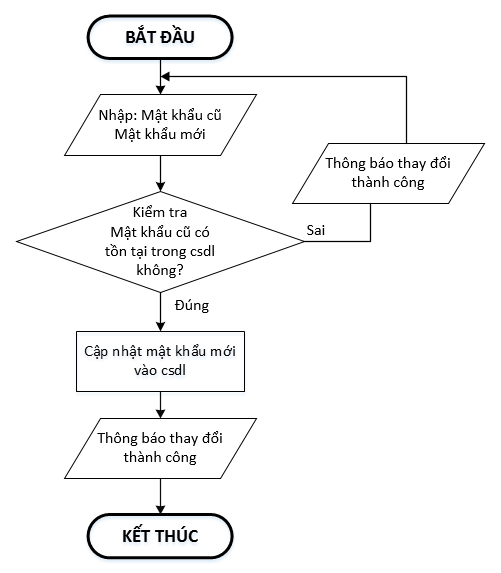 BẮT ĐẦU
Nhập: Mật khẩu cũ
Mật khẩu mới
Thông báo thay đổi
thành công
Kiểm tra
Mật khẩu cũ có
tồn tại trong csdl
không?
Sai
Đúng
Cập nhật mật khẩu mới
vào csdl
Thông báo thay đổi
thành công
KẾT THÚC